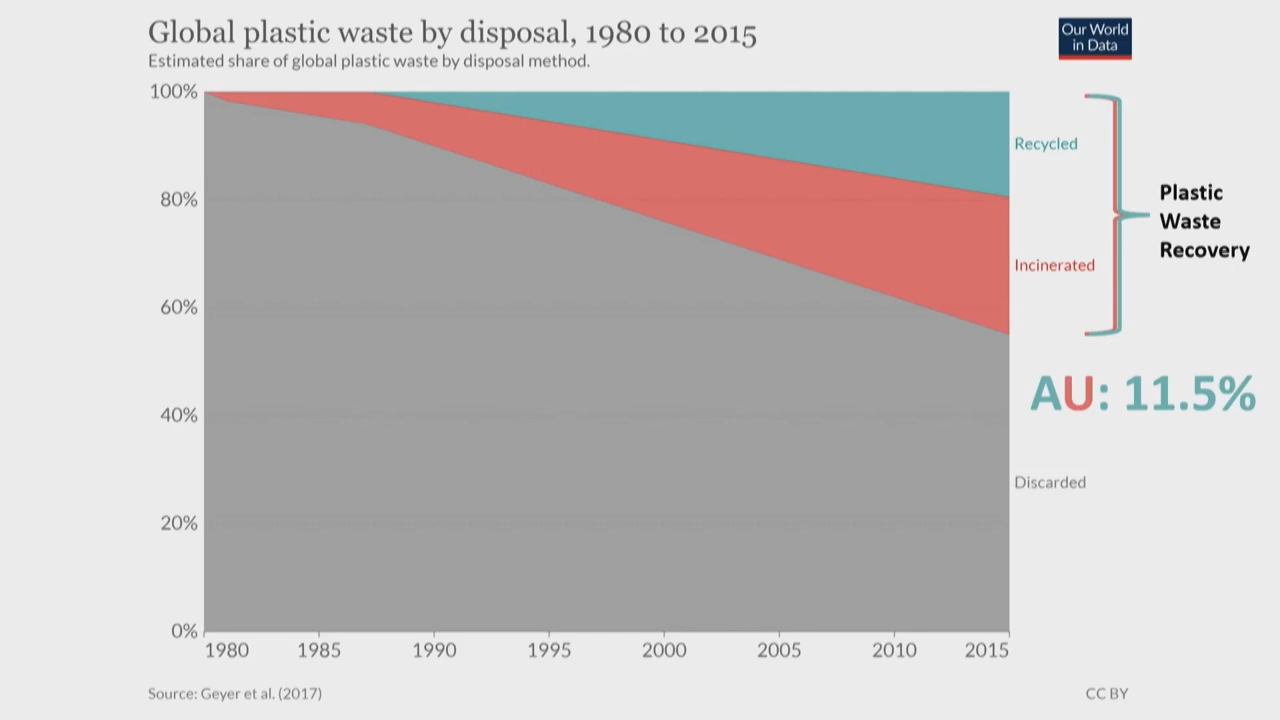 Global plastic waste by disposal, 1980 to 2015
Estimated share of global plastic waste by disposal method.
Our World
in Data
100%
80%
60%
40%
20%
0%
1980
1985
1990
1995
2000
2005
2010
2015
Recycled
Incinerated
Discarded
Plastic
Waste
Recovery
AU: 11.5%
Source: Geyer et al. (2017)
CC BY